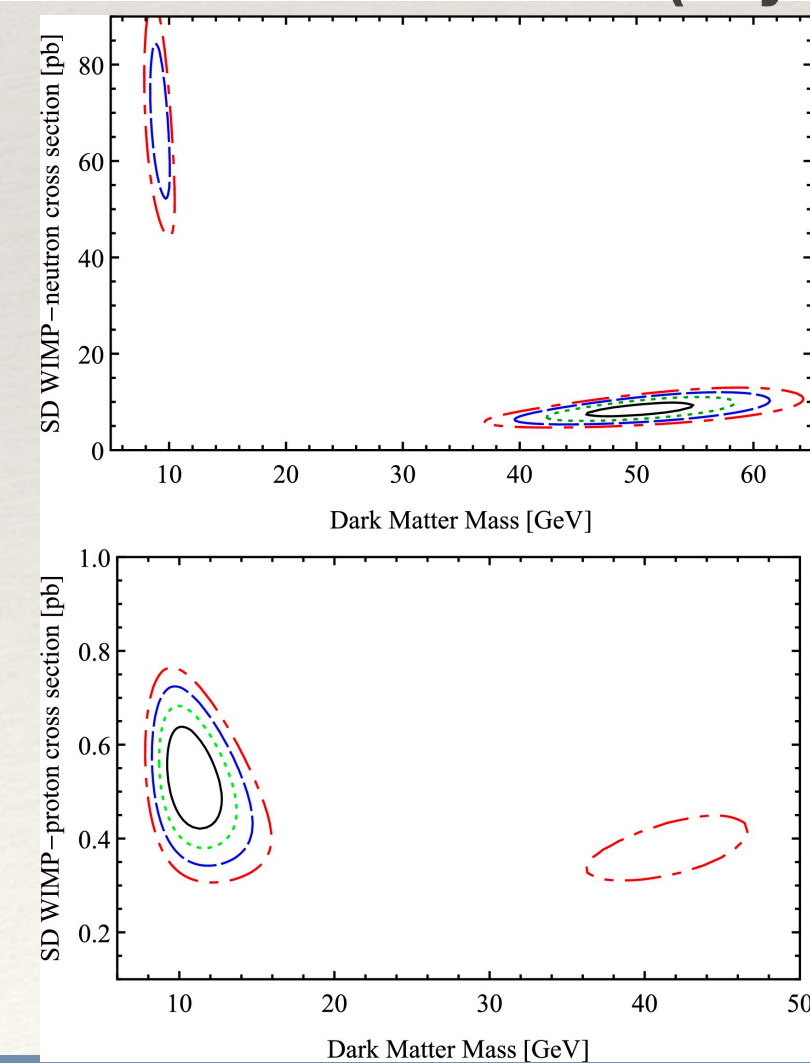 SD WIMP−neutron cross section [pb]
80
60
40
20
0
10 20 30 40 50 60
Dark Matter Mass [GeV]
SD WIMP−proton cross section [pb]
1.0
0.8
0.6
0.4
0.2
10 20 30 40 50
Dark Matter Mass [GeV]